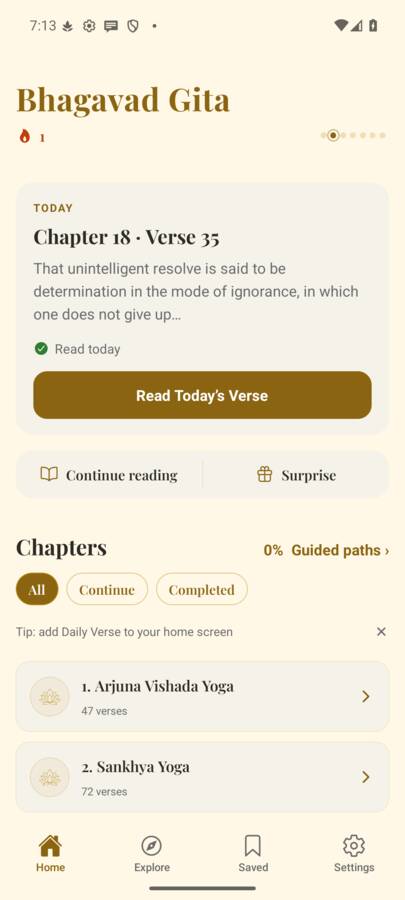 7:13
Bhagavad Gita
1
TODAY
Chapter 18 · Verse 35
That unintelligent resolve is said to be
determination in the mode of ignorance, in which
one does not give up...
Read today
Read Today's Verse
Continue reading
Surprise
Chapters
0% Guided paths ›
All
Continue
Completed
Tip: add Daily Verse to your home screen
1. Arjuna Vishada Yoga
47 verses
2. Sankhya Yoga
72 verses
Home
Explore
Saved
Settings